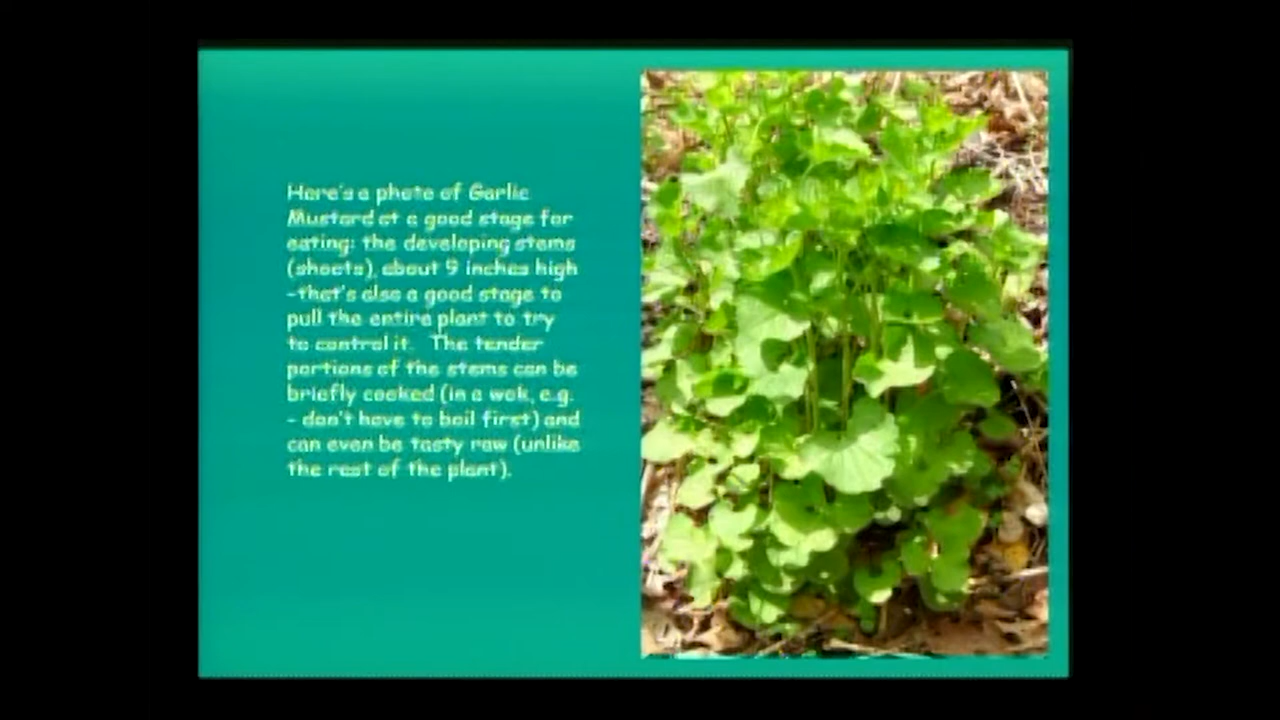 Here's a photo of Garlic
Mustard at a good stage for
eating: the developing stems
(shoots), about 9 inches high
-that's also a good stage to
pull the entire plant to try
to control it.  The tender
portions of the stems can be
briefly cooked (in a wok, e.g.
- don't have to boil first) and
can even be tasty raw (unlike
the rest of the plant).